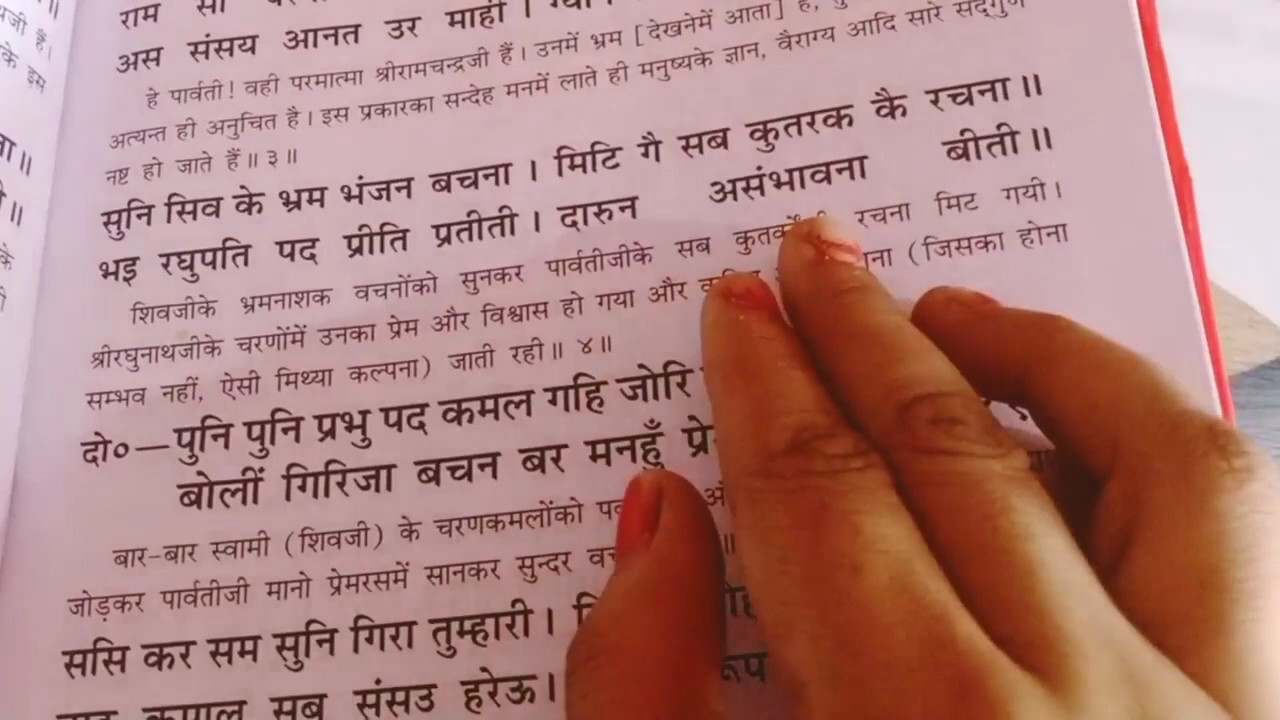 जी हैं।
के इस
राम सो
अस संसय आनत उर माहीं।
हे पार्वती! वही परमात्मा श्रीरामचन्द्रजी हैं। उनमें भ्रम [देखनेमें आता] है,
अत्यन्त ही अनुचित है। इस प्रकारका सन्देह मनमें लाते ही मनुष्यके ज्ञान, वैराग्य आदि सारे सद्गुण
नष्ट हो जाते हैं॥ ३॥
सुनि सिव के भ्रम भंजन बचना। मिटि गै सब कुतरक कै रचना॥
भइ रघुपति पद प्रीति प्रतीती। दारुन असंभावना बीती॥
शिवजीके भ्रमनाशक वचनोंको सुनकर पार्वतीजीके सब रचना मिट गयी।
श्रीरघुनाथजीके चरणोंमें उनका प्रेम और विश्वास हो गया और (जिसका होना
सम्भव नहीं, ऐसी मिथ्या कल्पना) जाती रही॥ ४॥
दो०—पुनि पुनि प्रभु पद कमल गहि जोरि
बोलीं गिरिजा बचन बर मनहुँ
बार-बार स्वामी (शिवजी) के चरणकमलोंको
जोड़कर पार्वतीजी मानो प्रेमरसमें सानकर सुन्दर
ससि कर सम सुनि गिरा तुम्हारी।
सब संसउ हरेऊ।